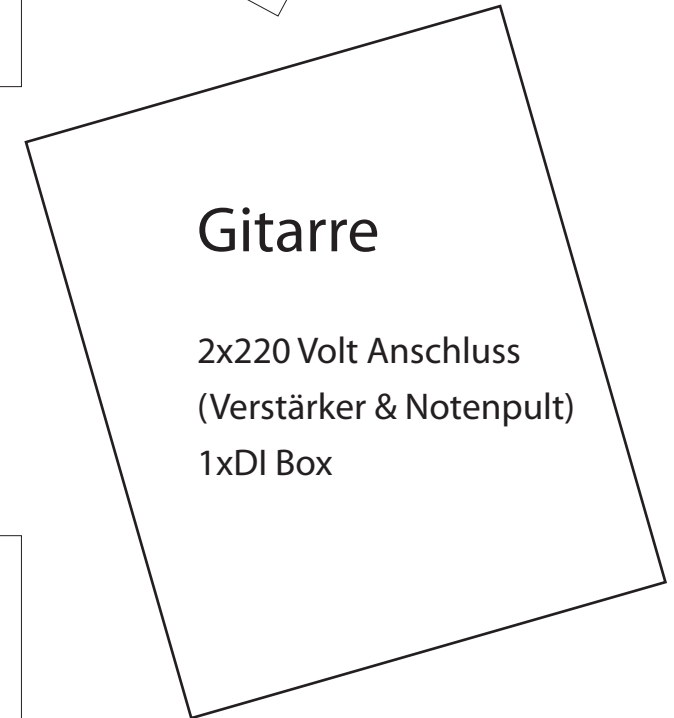 Gitarre
2x220 Volt Anschluss
(Verstärker & Notenpult)
1xDI Box